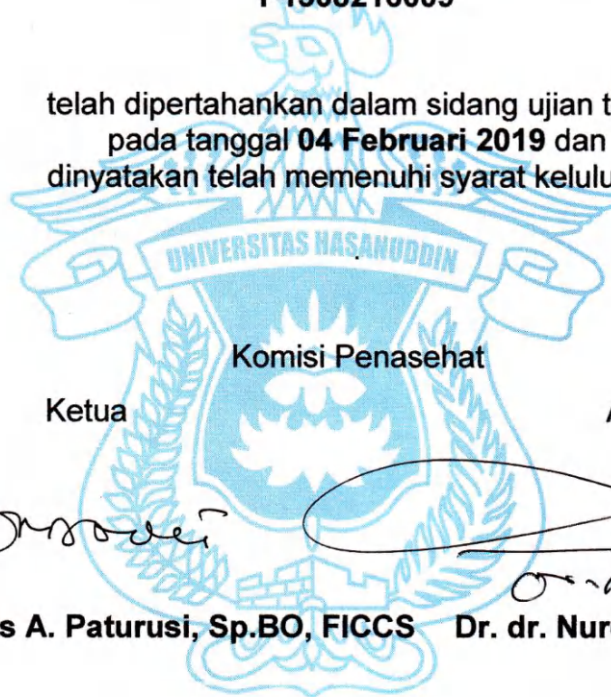 telah dipertahankan dalam sidang ujian t
pada tanggal 04 Februari 2019 dan
dinyatakan telah memenuhi syarat kelulu
UNIVERSITAS HASANUDDIN
Komisi Penasehat
Ketua
s A. Paturusi, Sp.BO, FICCS Dr. dr. Nur